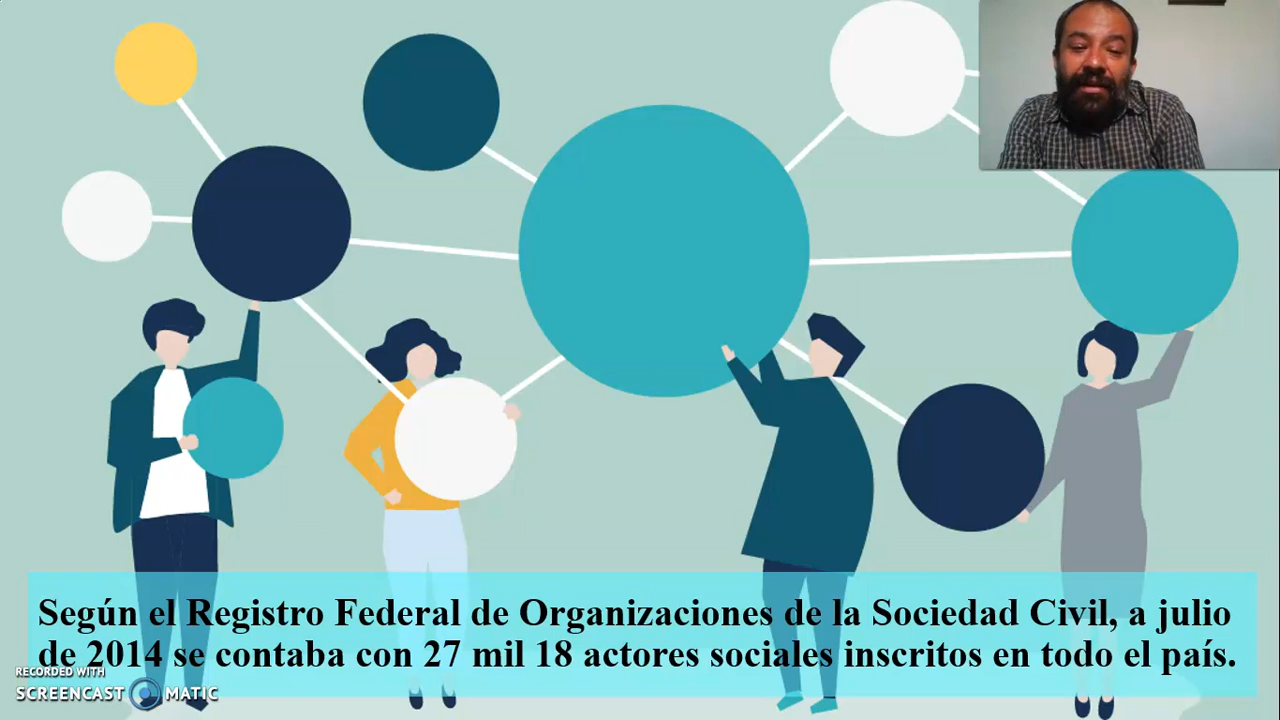 Según el Registro Federal de Organizaciones de la Sociedad Civil, a julio
de 2014 se contaba con 27 mil 18 actores sociales inscritos en todo el país.
RECORDED WITH
SCREENCAST MATIC